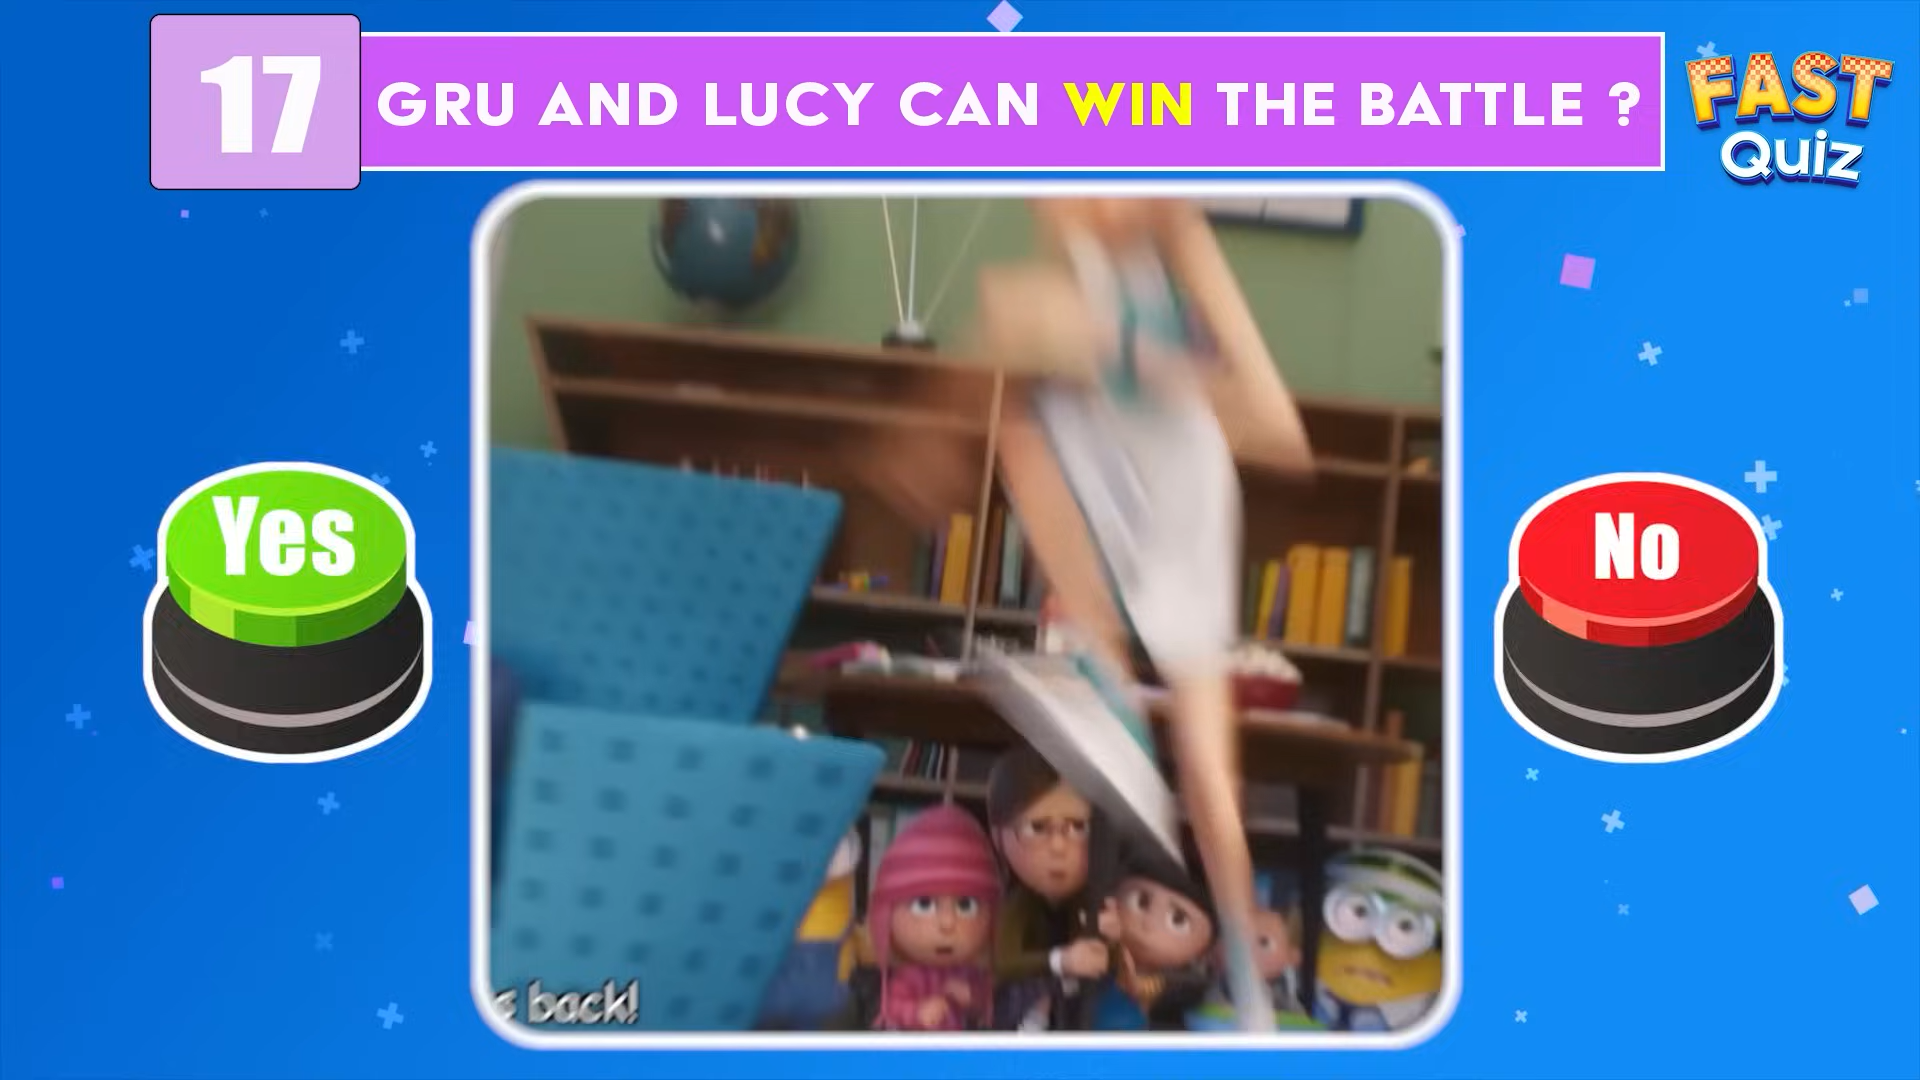 17
GRU AND LUCY CAN WIN THE BATTLE ?
FAST
Quiz
Yes
No
s back!